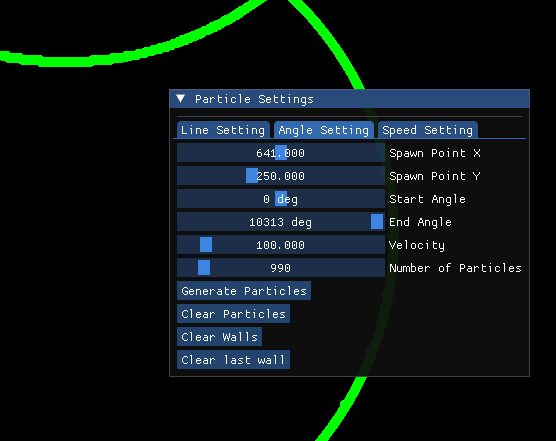 Particle Settings
Line Setting Angle Setting Speed Setting
641.000 Spawn Point X
250.000 Spawn Point Y
0 deg Start Angle
10313 deg End Angle
100.000 Velocity
990 Number of Particles
Generate Particles
Clear Particles
Clear Walls
Clear last wall